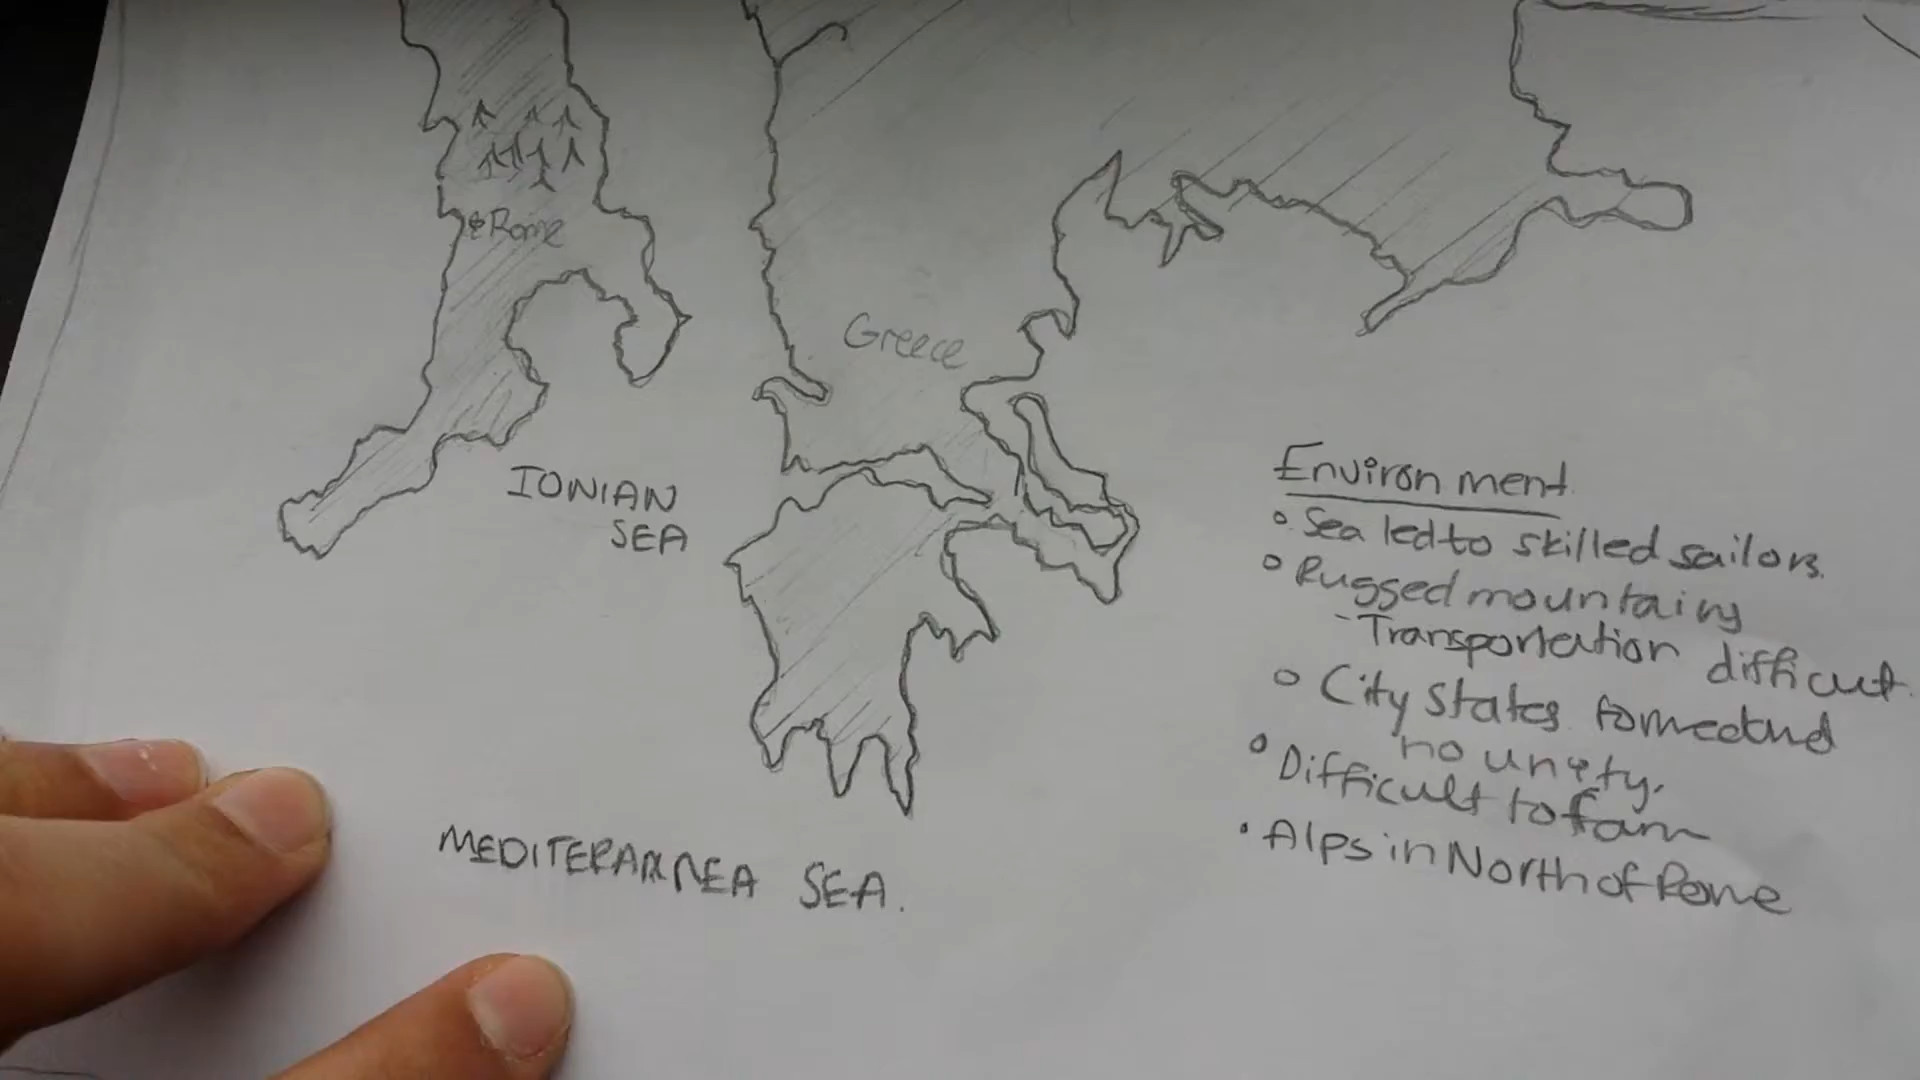 Rome
Greece
IONIAN
SEA
MEDITERANNEA SEA.
Environment
Sea led to skilled sailors.
Rugged mountains
-Transportation difficult.
City states formed and
no unity.
Difficult to farm
Alps in North of Rome